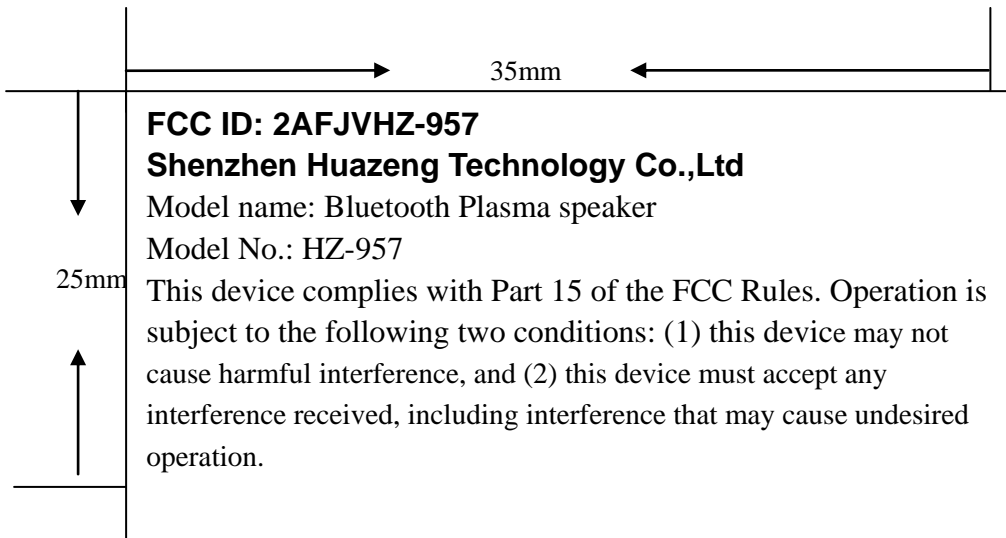 35mm
FCC ID: 2AFJVHZ-957
Shenzhen Huazeng Technology Co.,Ltd
Model name: Bluetooth Plasma speaker
Model No.: HZ-957
25mm
This device complies with Part 15 of the FCC Rules. Operation is
subject to the following two conditions: (1) this device may not
cause harmful interference, and (2) this device must accept any
interference received, including interference that may cause undesired
operation.